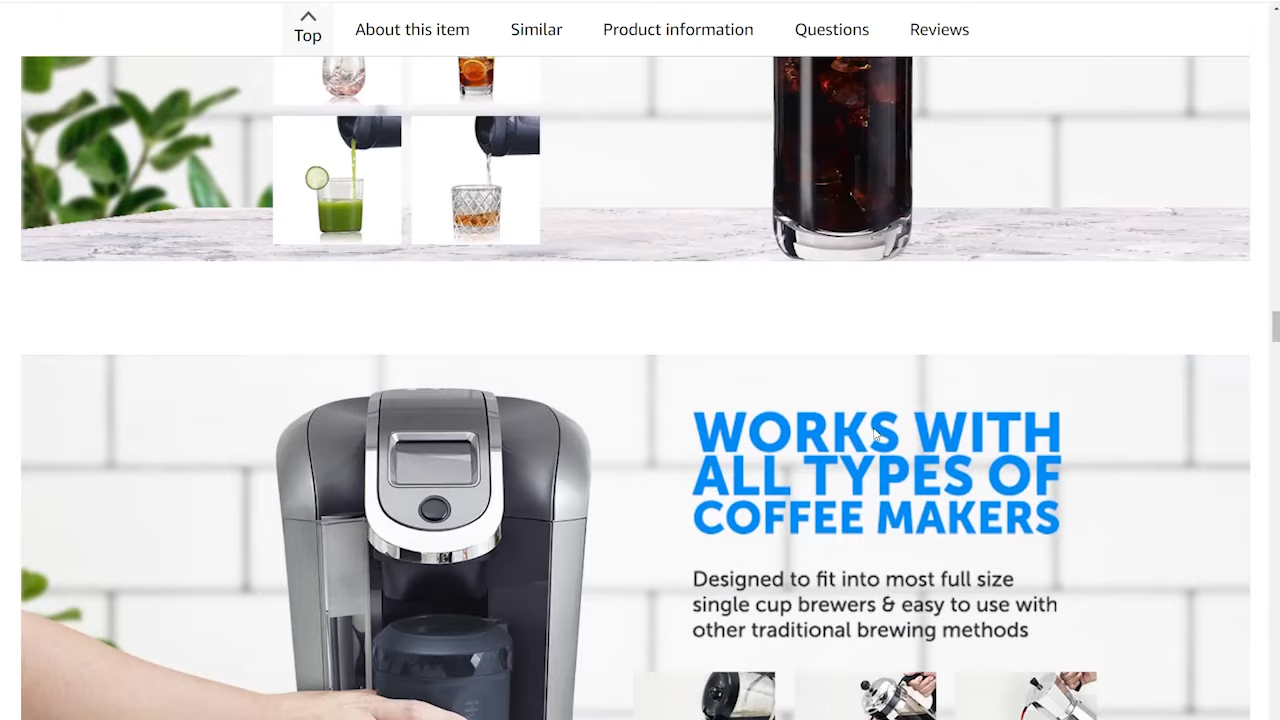 Top
About this item
Similar
Product information
Questions
Reviews
WORKS WITH
ALL TYPES OF
COFFEE MAKERS
Designed to fit into most full size
single cup brewers & easy to use with
other traditional brewing methods